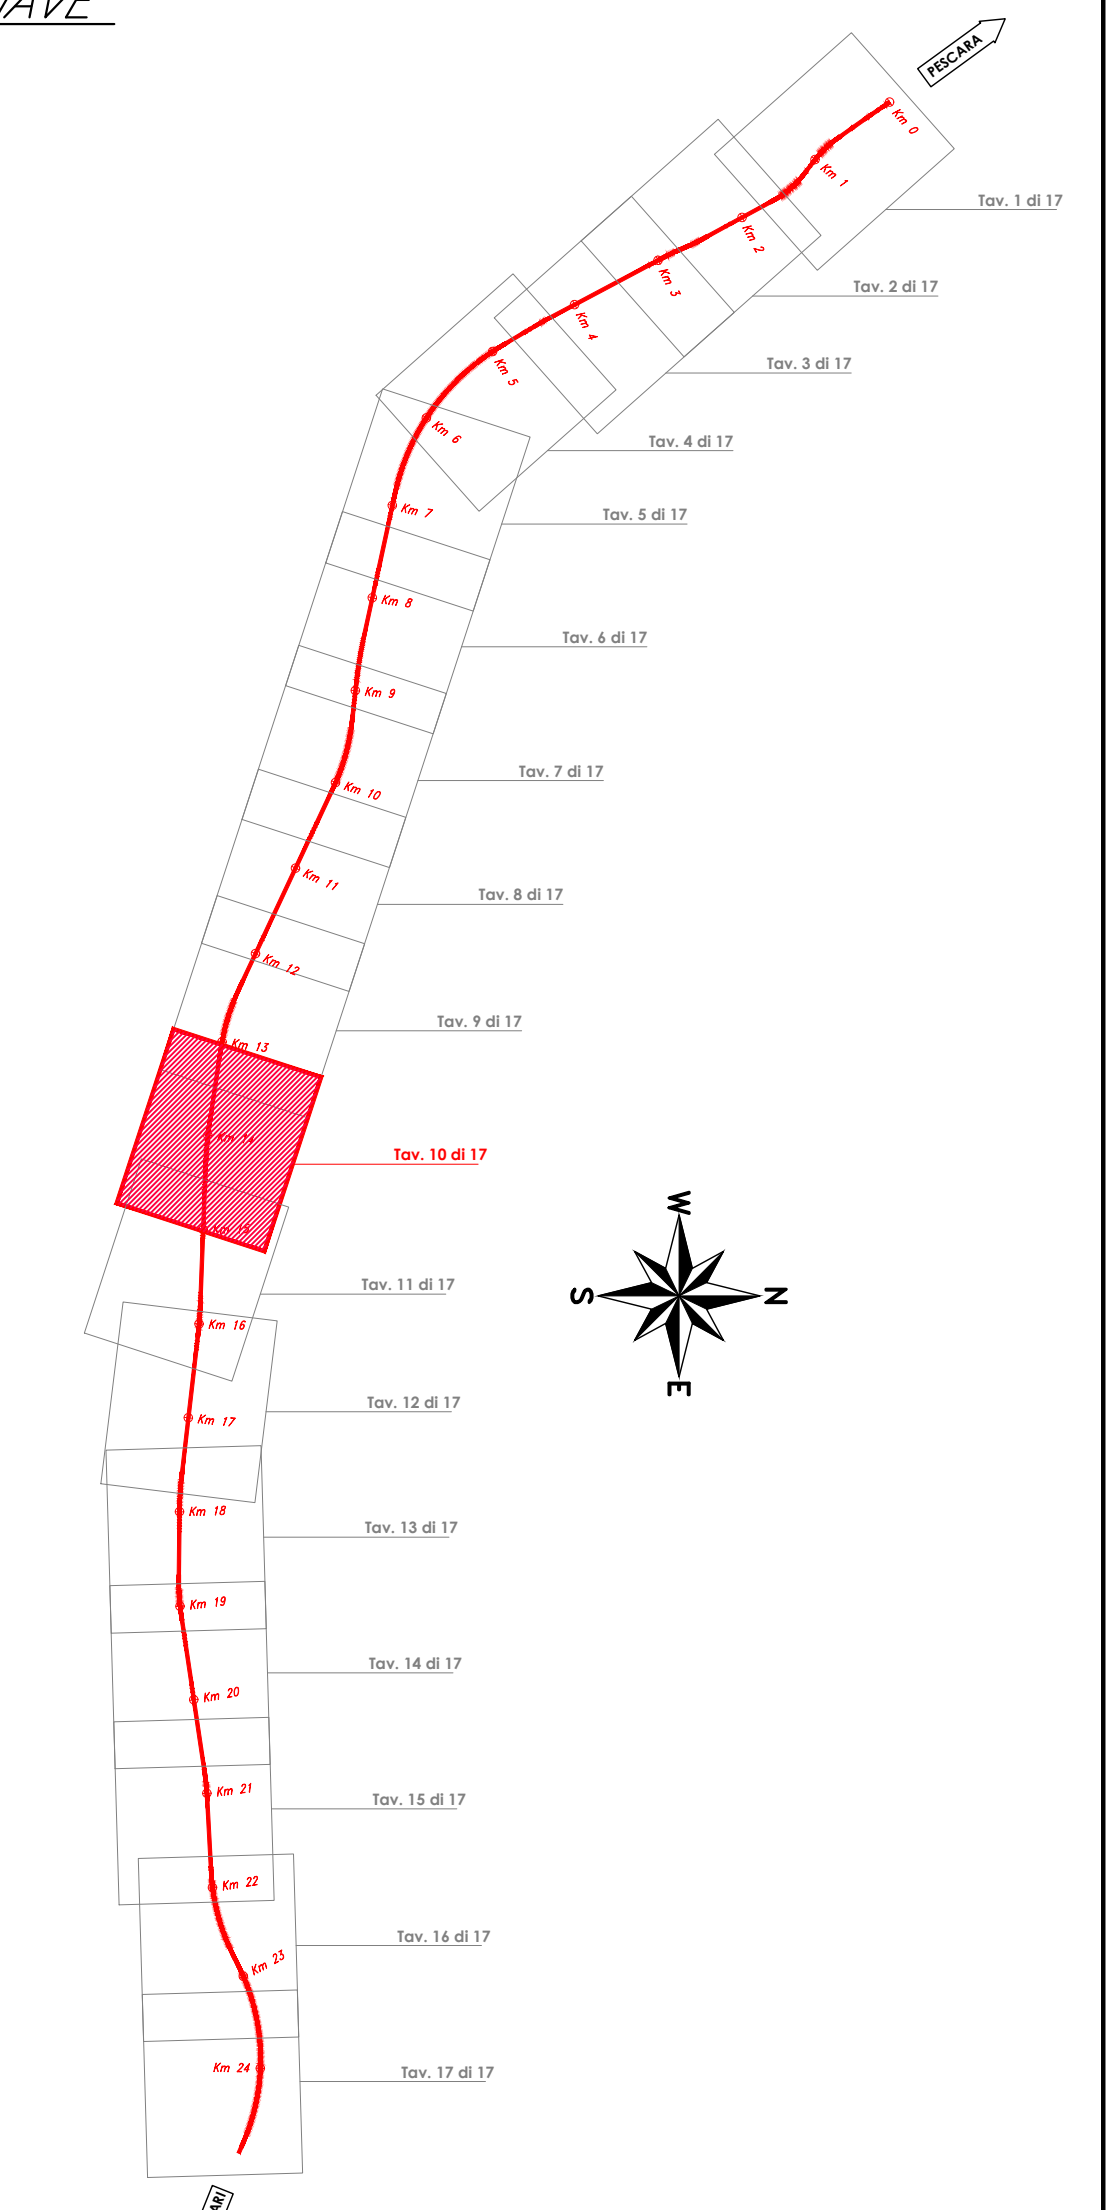 PESCARA
Km 0
Km 1
Tav. 1 di 17
Km 2
Km 3
Tav. 2 di 17
Km 4
Km 5
Tav. 3 di 17
Km 6
Tav. 4 di 17
Km 7
Tav. 5 di 17
Km 8
Tav. 6 di 17
Km 9
Tav. 7 di 17
Km 10
Km 11
Tav. 8 di 17
Km 12
Tav. 9 di 17
Km 13
Km 14
Tav. 10 di 17
W
Km 15
Tav. 11 di 17
S
N
Km 16
E
Tav. 12 di 17
Km 17
Km 18
Tav. 13 di 17
Km 19
Tav. 14 di 17
Km 20
Km 21
Tav. 15 di 17
Km 22
Tav. 16 di 17
Km 23
Km 24
Tav. 17 di 17